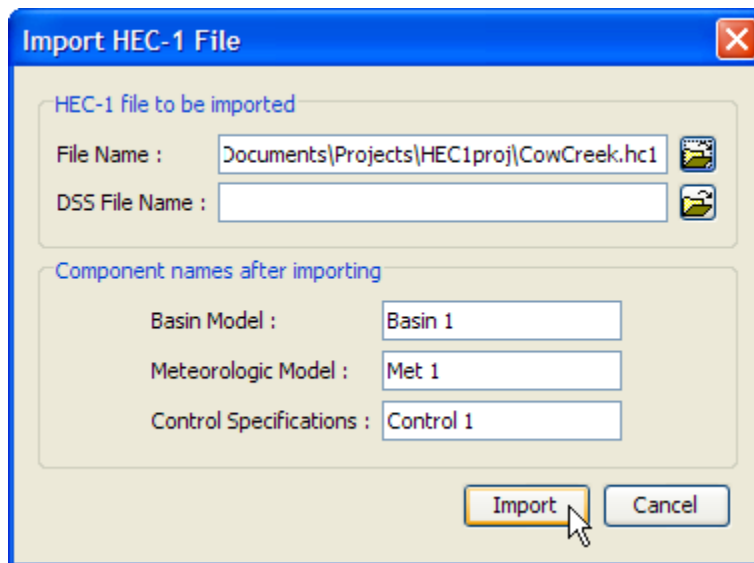 Import HEC-1 File
HEC-1 file to be imported
File Name : Documents\Projects\HEC1proj\CowCreek.hc1
DSS File Name :
Component names after importing
Basin Model : Basin 1
Meteorologic Model : Met 1
Control Specifications : Control 1
Import Cancel